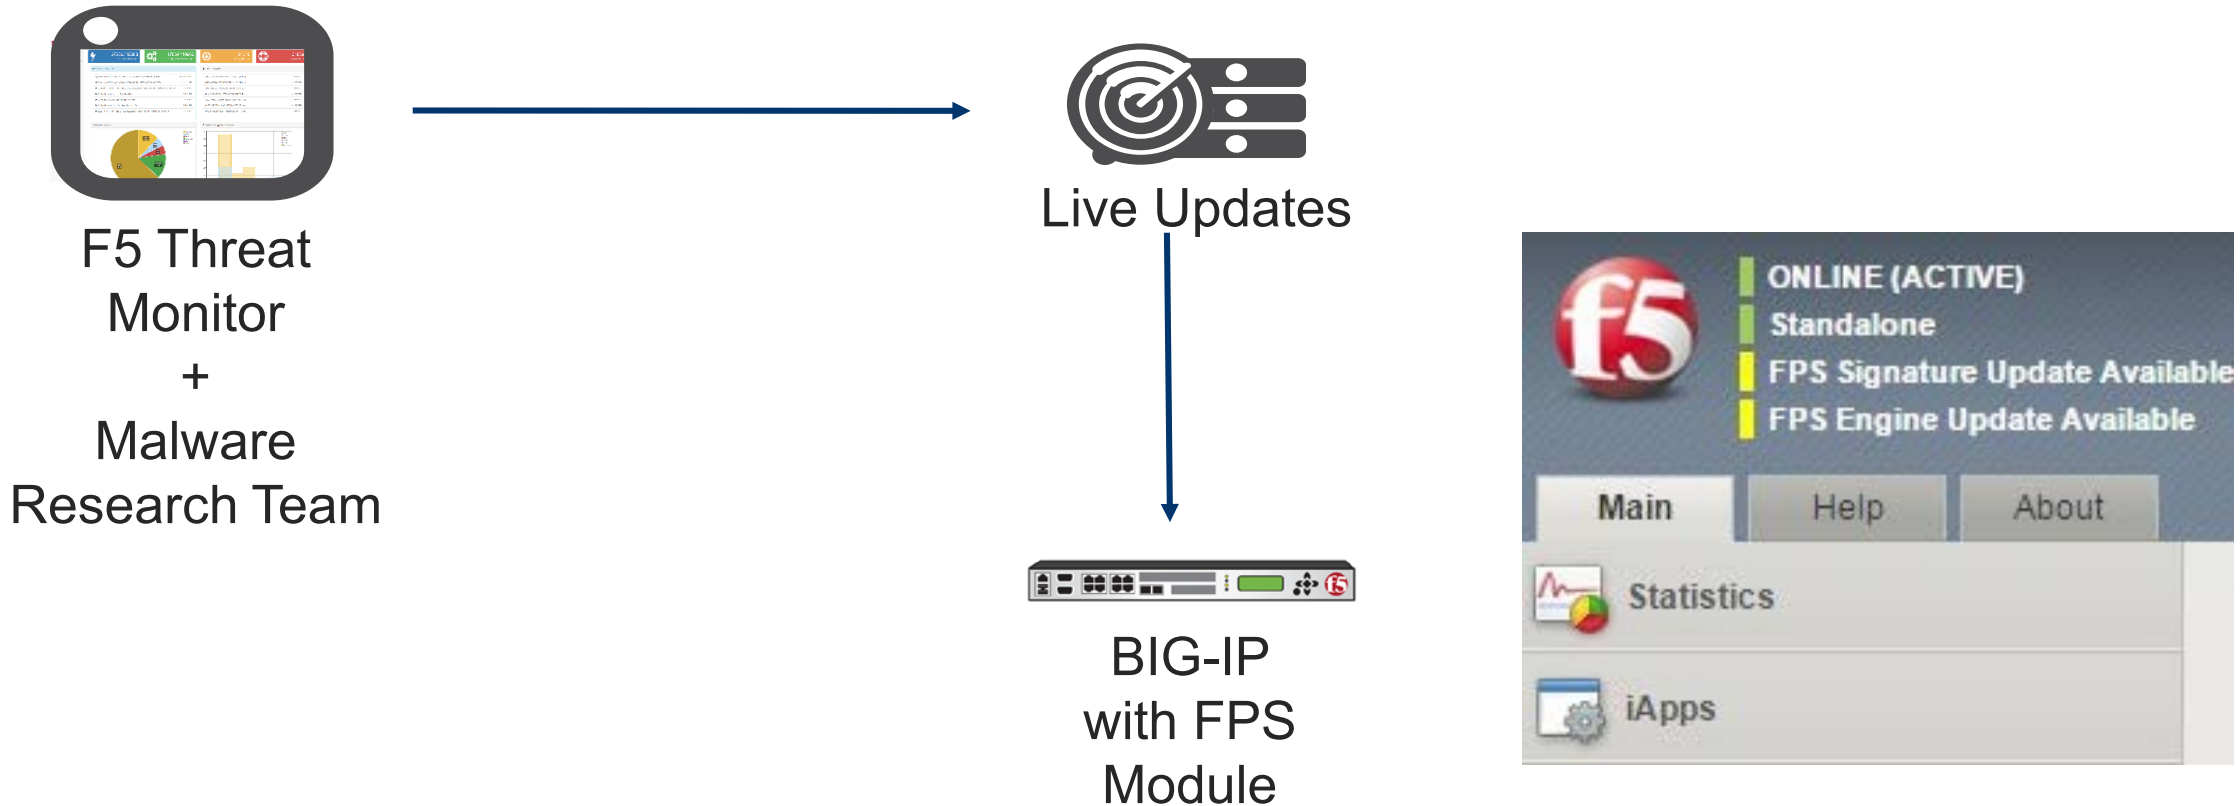 F5 Threat
Monitor
+
Malware
Research Team
Live Updates
BIG-IP
with FPS
Module
f5
f5
ONLINE (ACTIVE)
Standalone
FPS Signature Update Available
FPS Engine Update Available
Main
Help
About
Statistics
iApps